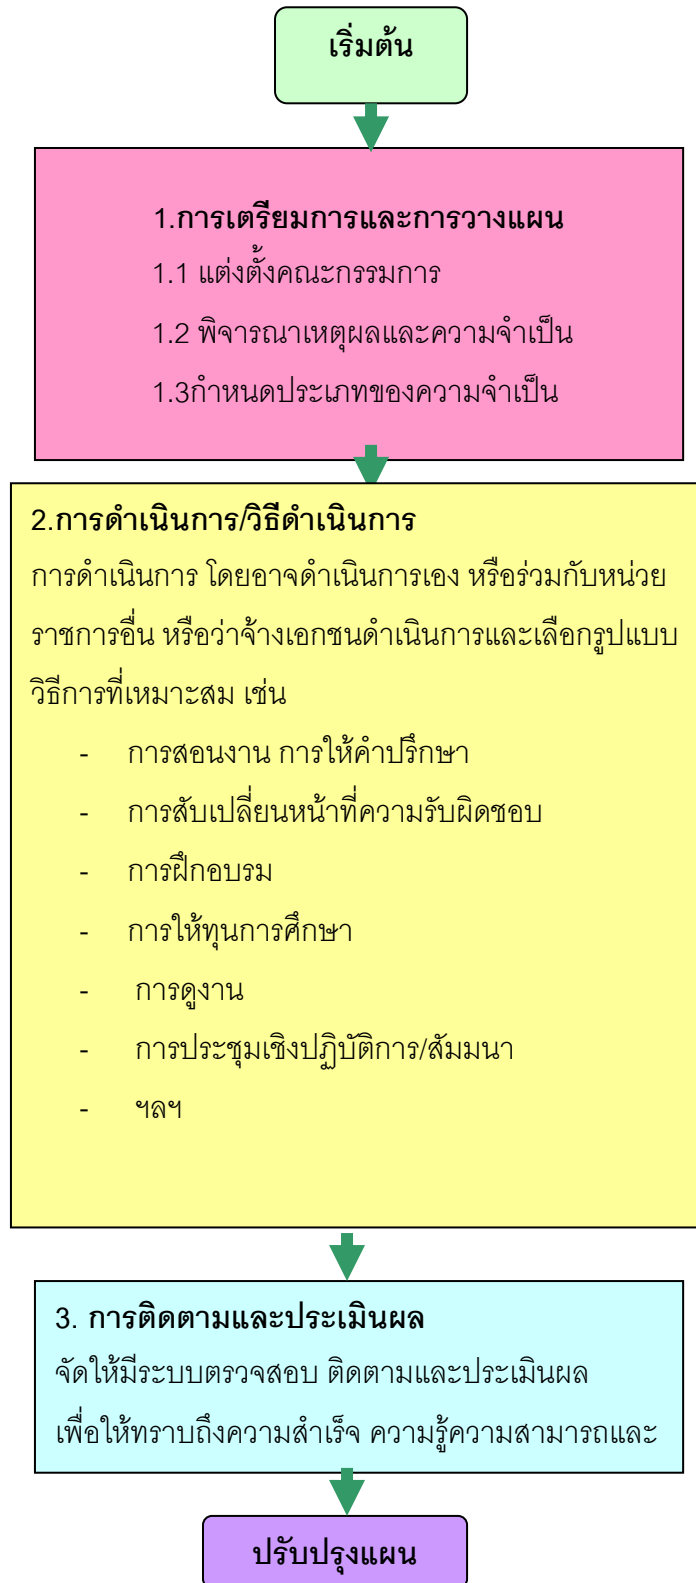 เริ่มต้น
1.การเตรียมการและการวางแผน
1.1 แต่งตั้งคณะกรรมการ
1.2 พิจารณาเหตุผลและความจำเป็น
1.3กำหนดประเภทของความจำเป็น
2.การดำเนินการ/วิธีดำเนินการ
การดำเนินการ โดยอาจดำเนินการเอง หรือร่วมกับหน่วย
ราชการอื่น หรือว่าจ้างเอกชนดำเนินการและเลือกรูปแบบ
วิธีการที่เหมาะสม เช่น
- การสอนงาน การให้คำปรึกษา
- การสับเปลี่ยนหน้าที่ความรับผิดชอบ
- การฝึกอบรม
- การให้ทุนการศึกษา
- การดูงาน
- การประชุมเชิงปฏิบัติการ/สัมมนา
- ฯลฯ
3. การติดตามและประเมินผล
จัดให้มีระบบตรวจสอบ ติดตามและประเมินผล
เพื่อให้ทราบถึงความสำเร็จ ความรู้ความสามารถและ
ปรับปรุงแผน